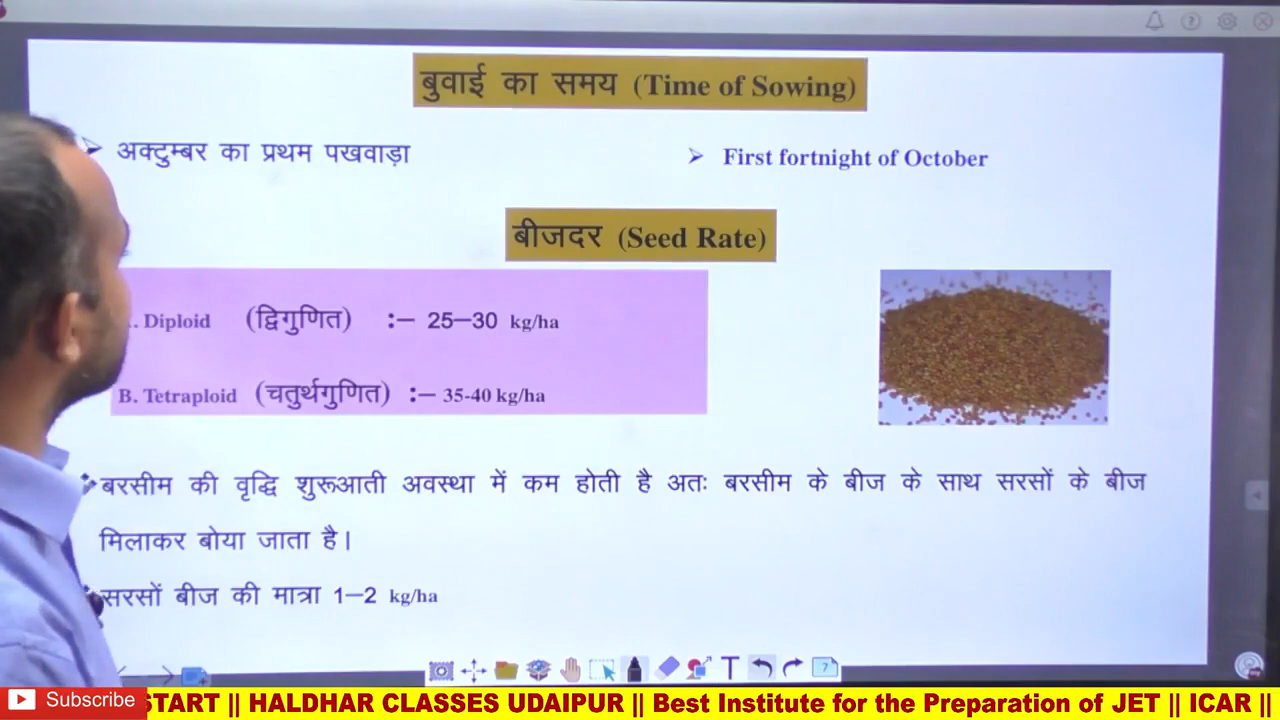 बुवाई का समय (Time of Sowing)
अक्टुम्बर का प्रथम पखवाड़ा
➢ First fortnight of October
बीजदर (Seed Rate)
. Diploid (द्विगुणित) :– 25–30 kg/ha
B. Tetraploid (चतुर्थगुणित) :– 35-40 kg/ha
बरसीम की वृद्धि शुरूआती अवस्था में कम होती है अतः बरसीम के बीज के साथ सरसों के बीज
मिलाकर बोया जाता है।
सरसों बीज की मात्रा 1–2 kg/ha
7
Subscribe
START || HALDHAR CLASSES UDAIPUR || Best Institute for the Preparation of JET || ICAR ||